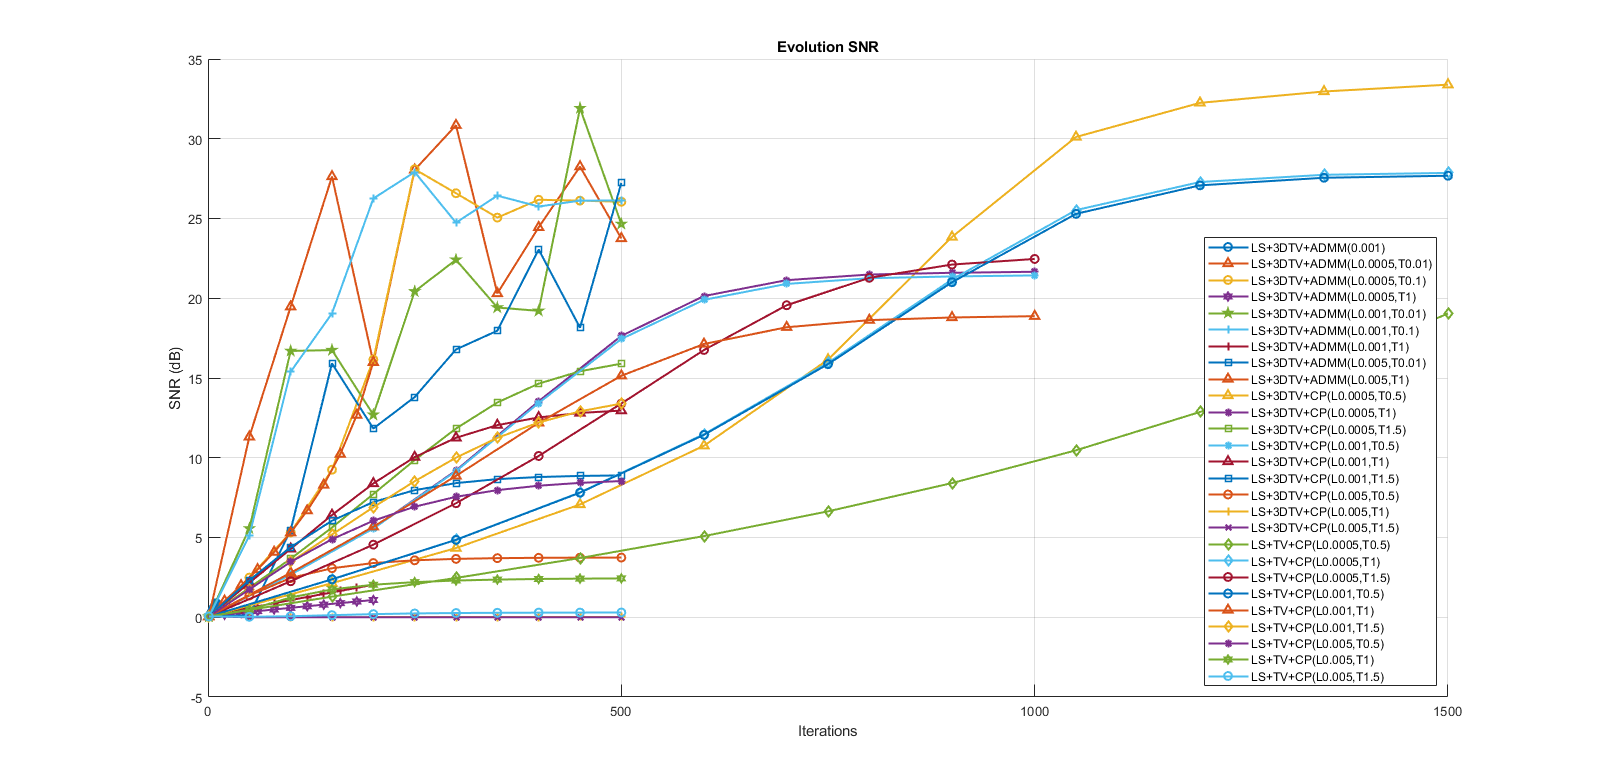 Evolution SNR
35
30
25
20
15
10
5
0
-5
SNR (dB)
0
500
1000
1500
Iterations
LS+3DTV+ADMM(0.001)
LS+3DTV+ADMM(L0.0005,T0.01)
LS+3DTV+ADMM(L0.0005,T0.1)
LS+3DTV+ADMM(L0.0005,T1)
LS+3DTV+ADMM(L0.001,T0.01)
LS+3DTV+ADMM(L0.001,T0.1)
LS+3DTV+ADMM(L0.001,T1)
LS+3DTV+ADMM(L0.005,T0.01)
LS+3DTV+ADMM(L0.005,T1)
LS+3DTV+CP(L0.0005,T0.5)
LS+3DTV+CP(L0.0005,T1)
LS+3DTV+CP(L0.0005,T1.5)
LS+3DTV+CP(L0.001,T0.5)
LS+3DTV+CP(L0.001,T1)
LS+3DTV+CP(L0.001,T1.5)
LS+3DTV+CP(L0.005,T0.5)
LS+3DTV+CP(L0.005,T1)
LS+3DTV+CP(L0.005,T1.5)
LS+TV+CP(L0.0005,T0.5)
LS+TV+CP(L0.0005,T1)
LS+TV+CP(L0.0005,T1.5)
LS+TV+CP(L0.001,T0.5)
LS+TV+CP(L0.001,T1)
LS+TV+CP(L0.001,T1.5)
LS+TV+CP(L0.005,T0.5)
LS+TV+CP(L0.005,T1)
LS+TV+CP(L0.005,T1.5)